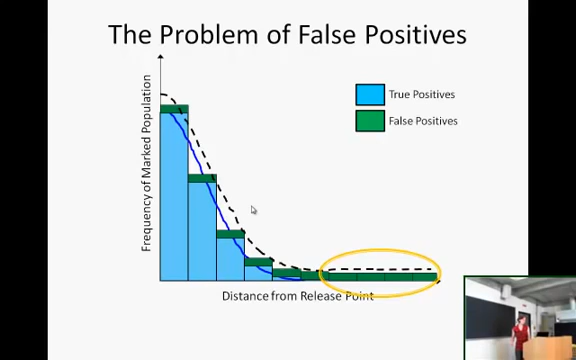 The Problem of False Positives
Frequency of Marked Population
True Positives
False Positives
Distance from Release Point